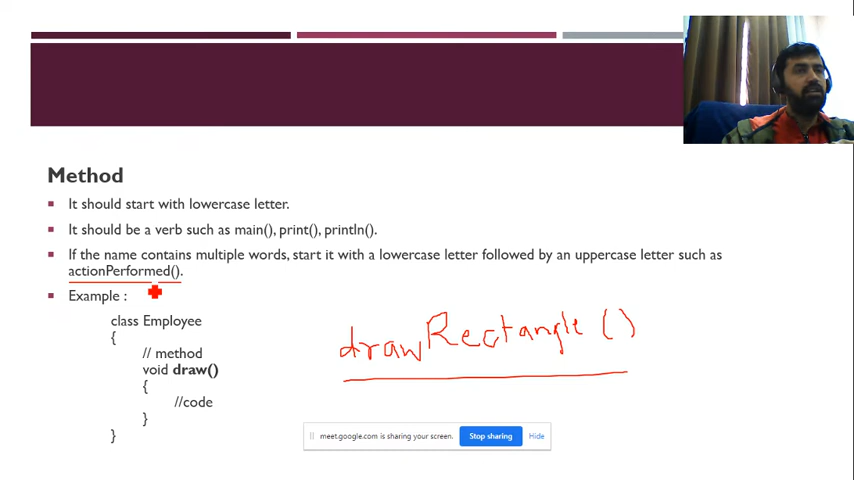 Method
It should start with lowercase letter.
It should be a verb such as main(), print(), println().
If the name contains multiple words, start it with a lowercase letter followed by an uppercase letter such as
actionPerformed().
Example :
class Employee
{
// method
void draw()
{
//code
}
}
drawRectangle ()
meet.google.com is sharing your screen.
Stop sharing
Hide